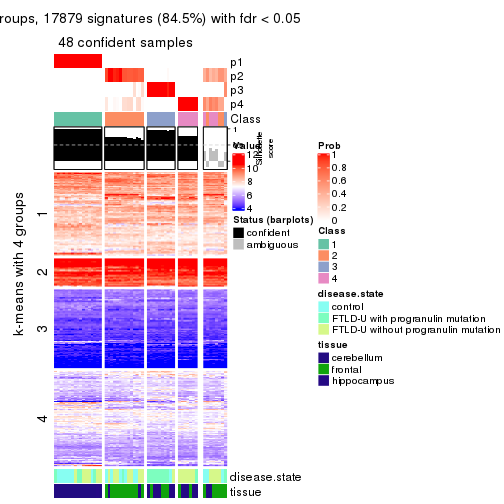 roups, 17879 signatures (84.5%) with fdr < 0.05
48 confident samples
p1
p2
p3
p4
Class
1
Silhouette
score
k-means with 4 groups
1
2
3
4
disease.state
tissue
Value
12
10
8
6
4
Status (barplots)
confident
ambiguous
Prob
1
0.8
0.6
0.4
0.2
0
Class
1
2
3
4
disease.state
control
FTLD-U with progranulin mutation
FTLD-U without progranulin mutation
tissue
cerebellum
frontal
hippocampus